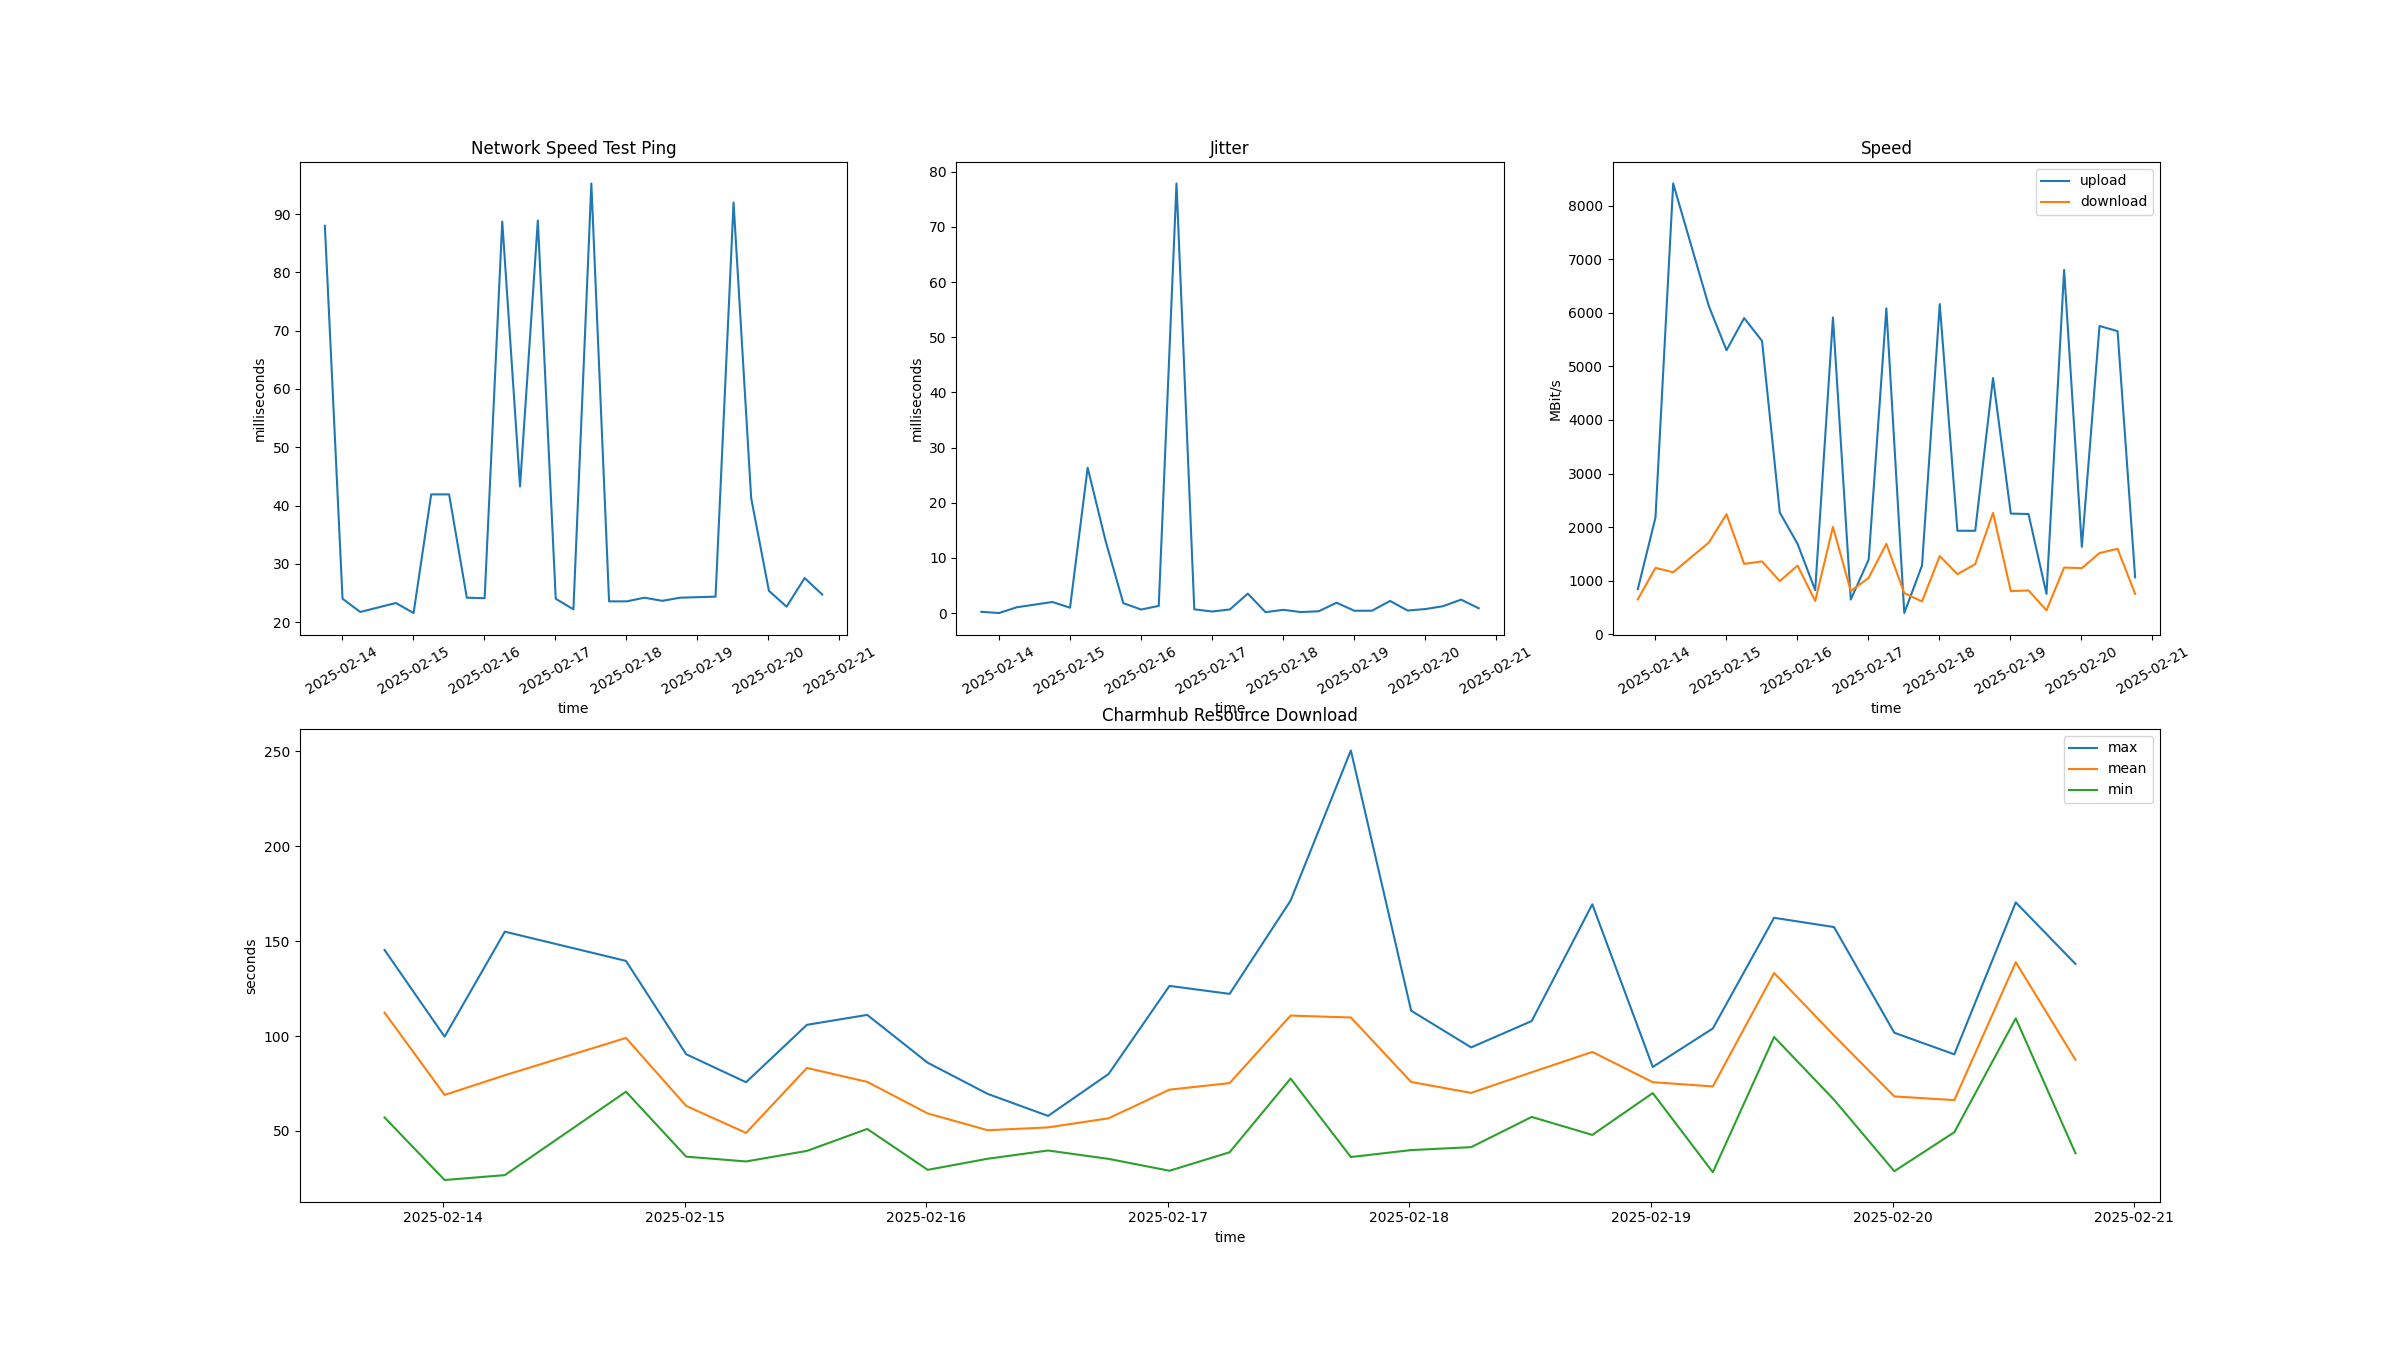 Network Speed Test Ping
milliseconds
90
80
70
60
50
40
30
20
2025-02-14 2025-02-15 2025-02-16 2025-02-17 2025-02-18 2025-02-19 2025-02-20 2025-02-21
time
Jitter
milliseconds
80
70
60
50
40
30
20
10
0
2025-02-14 2025-02-15 2025-02-16 2025-02-17 2025-02-18 2025-02-19 2025-02-20 2025-02-21
time
Speed
MBit/s
8000
7000
6000
5000
4000
3000
2000
1000
0
upload
download
2025-02-14 2025-02-15 2025-02-16 2025-02-17 2025-02-18 2025-02-19 2025-02-20 2025-02-21
time
Charmhub Resource Download
seconds
250
200
150
100
50
max
mean
min
2025-02-14 2025-02-15 2025-02-16 2025-02-17 2025-02-18 2025-02-19 2025-02-20 2025-02-21
time